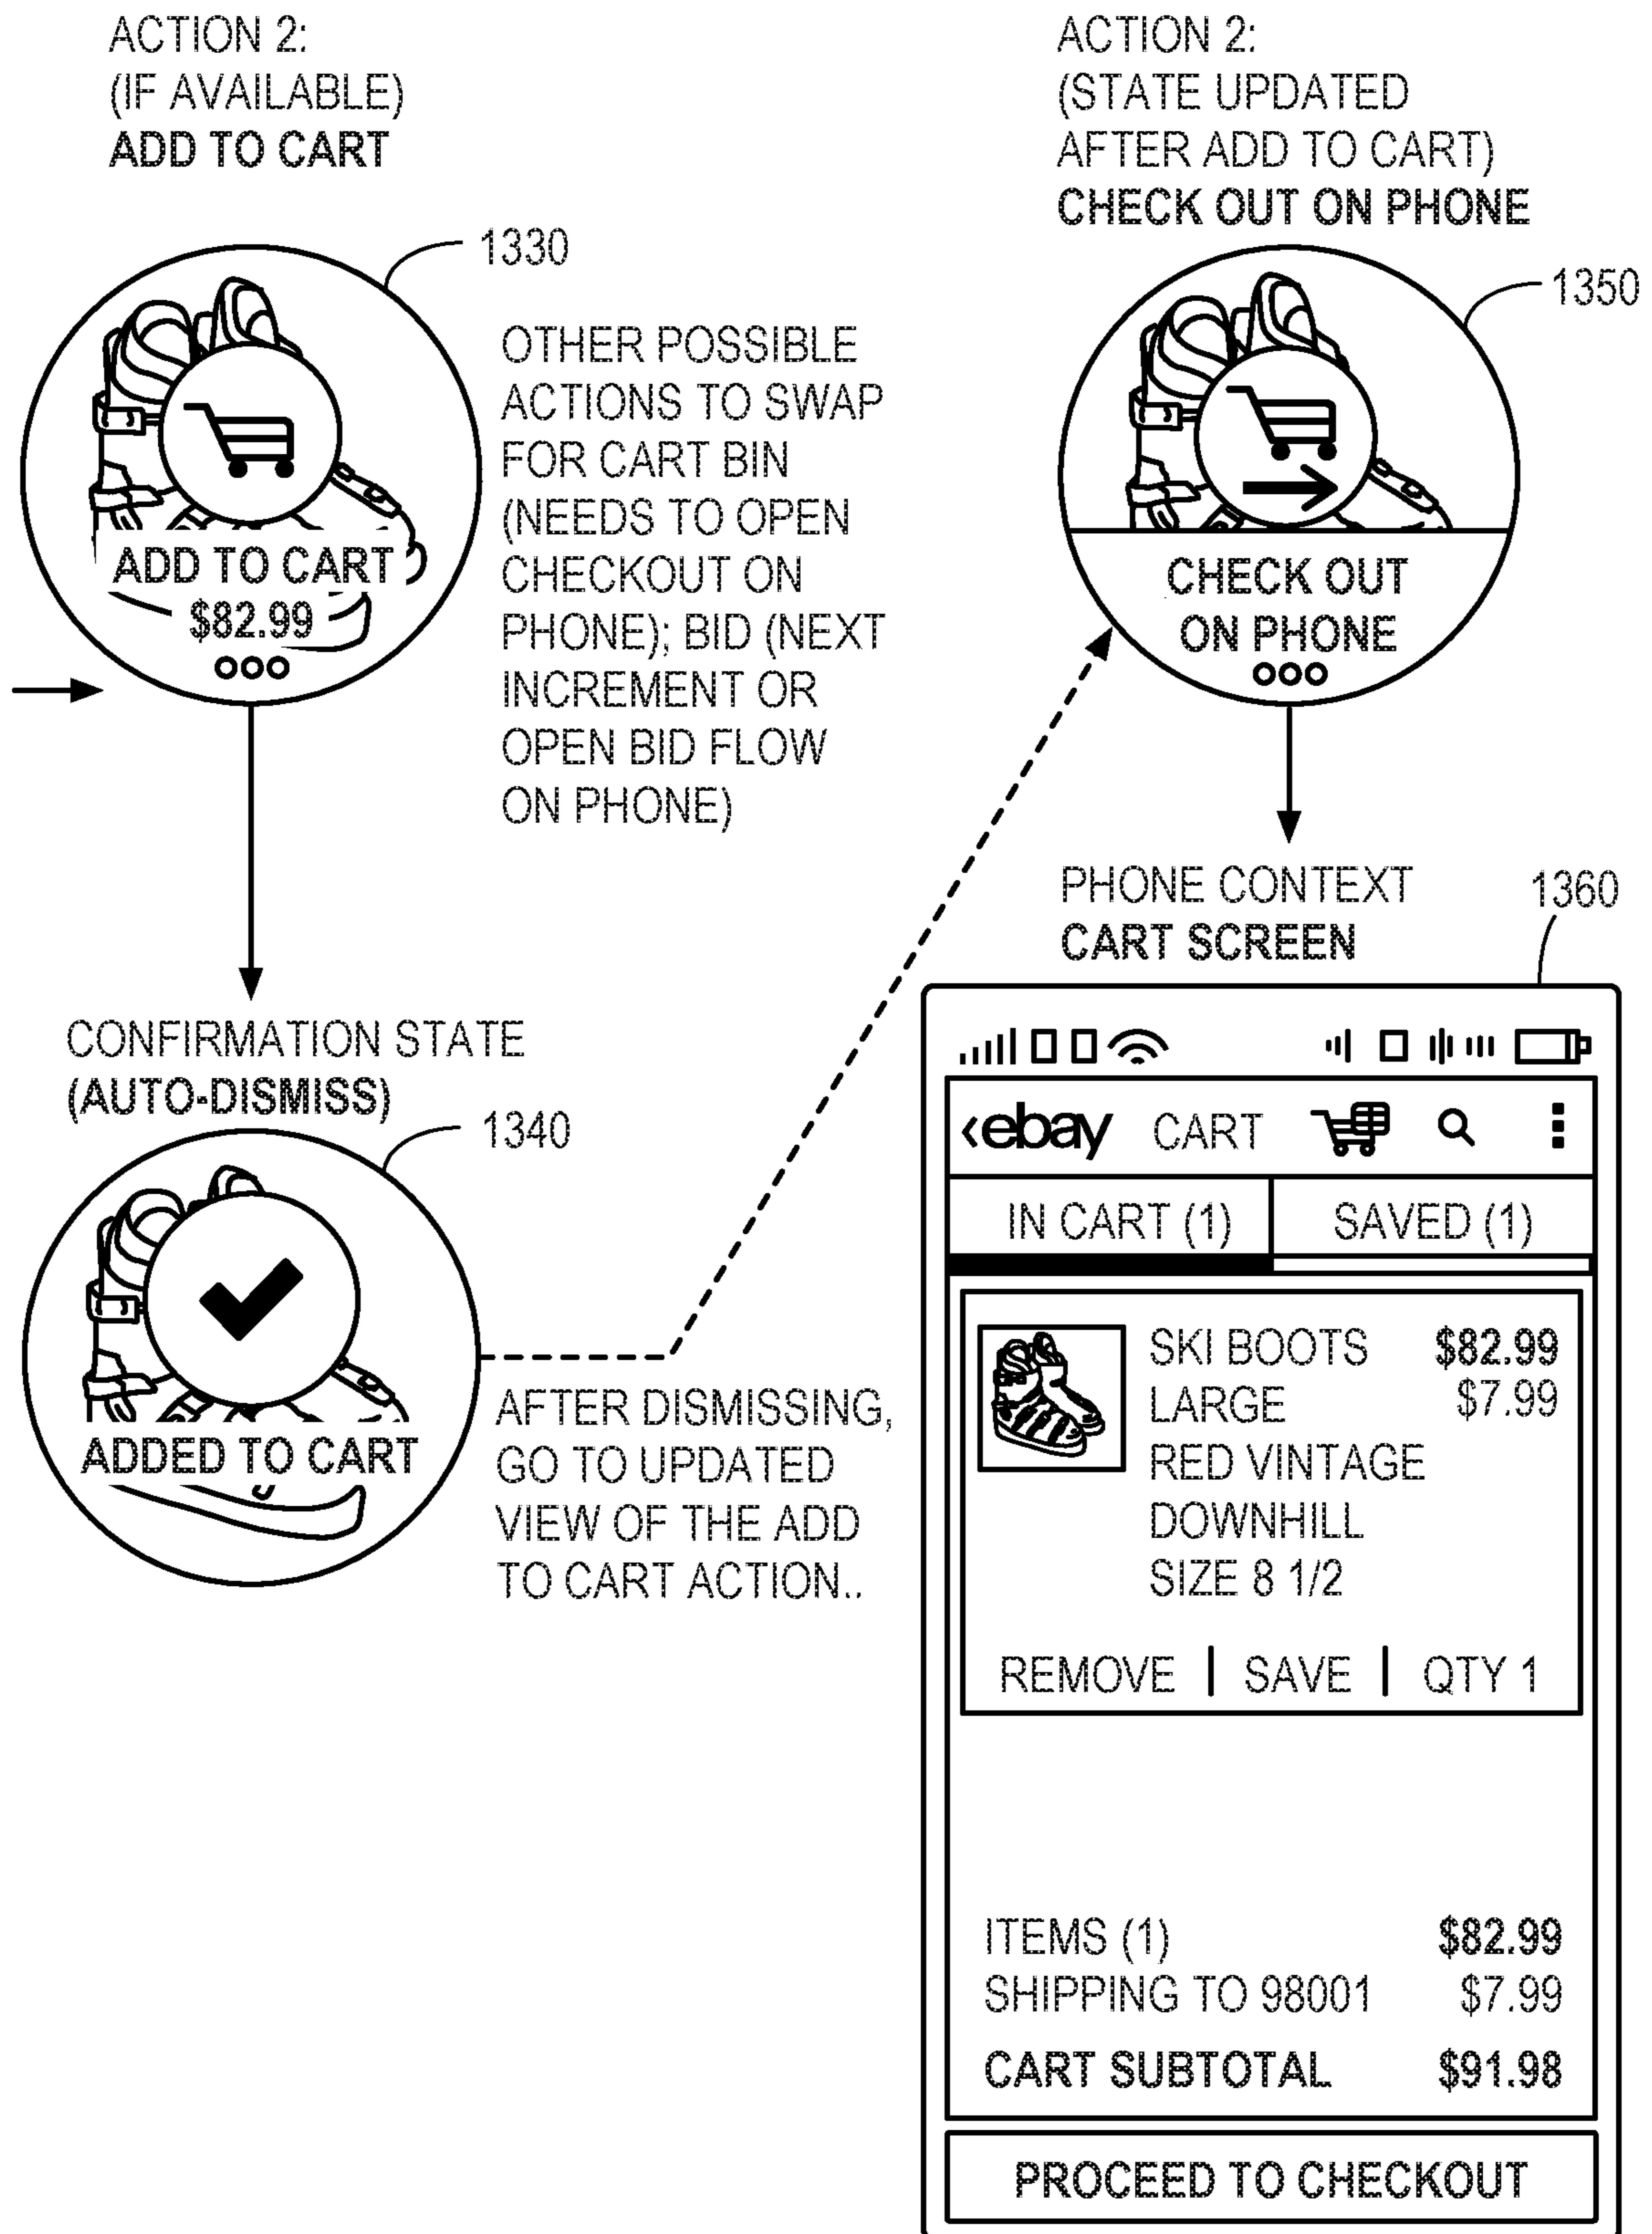 ACTION 2:
(IF AVAILABLE)
ADD TO CART
1330
ADD TO CART
$82.99
OTHER POSSIBLE
ACTIONS TO SWAP
FOR CART BIN
(NEEDS TO OPEN
CHECKOUT ON
PHONE); BID (NEXT
INCREMENT OR
OPEN BID FLOW
ON PHONE)
CONFIRMATION STATE
(AUTO-DISMISS)
1340
ADDED TO CART
AFTER DISMISSING,
GO TO UPDATED
VIEW OF THE ADD
TO CART ACTION..
ACTION 2:
(STATE UPDATED
AFTER ADD TO CART)
CHECK OUT ON PHONE
1350
CHECK OUT
ON PHONE
PHONE CONTEXT
CART SCREEN
1360
‹ebay CART
IN CART (1) SAVED (1)
SKI BOOTS $82.99
LARGE $7.99
RED VINTAGE
DOWNHILL
SIZE 8 1/2
REMOVE | SAVE | QTY 1
ITEMS (1) $82.99
SHIPPING TO 98001 $7.99
CART SUBTOTAL $91.98
PROCEED TO CHECKOUT